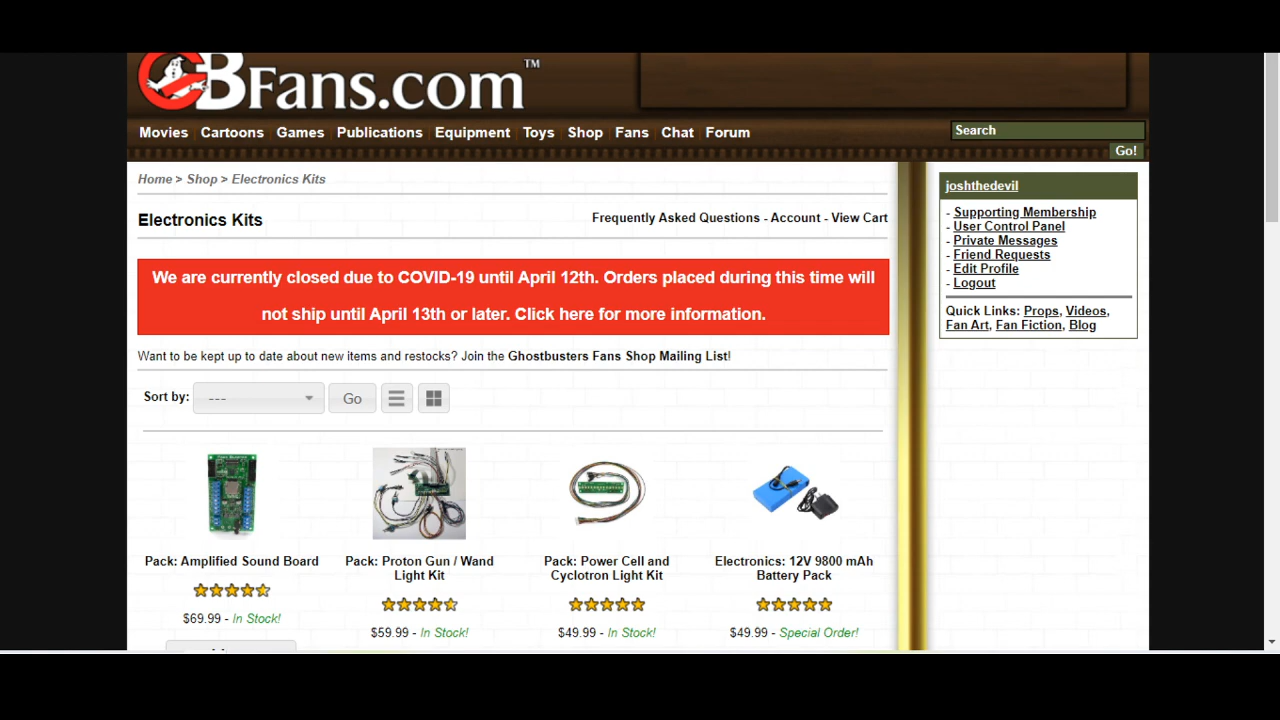 GBFans.com™
Movies Cartoons Games Publications Equipment Toys Shop Fans Chat Forum
Search
Go!
Home > Shop > Electronics Kits
Electronics Kits
Frequently Asked Questions - Account - View Cart
We are currently closed due to COVID-19 until April 12th. Orders placed during this time will
not ship until April 13th or later. Click here for more information.
Want to be kept up to date about new items and restocks? Join the Ghostbusters Fans Shop Mailing List!
Sort by: --- Go
Pack: Amplified Sound Board
$69.99 - In Stock!
Pack: Proton Gun / Wand
Light Kit
$59.99 - In Stock!
Pack: Power Cell and
Cyclotron Light Kit
$49.99 - In Stock!
Electronics: 12V 9800 mAh
Battery Pack
$49.99 - Special Order!
joshthedevil
- Supporting Membership
- User Control Panel
- Private Messages
- Friend Requests
- Edit Profile
- Logout
Quick Links: Props, Videos,
Fan Art, Fan Fiction, Blog